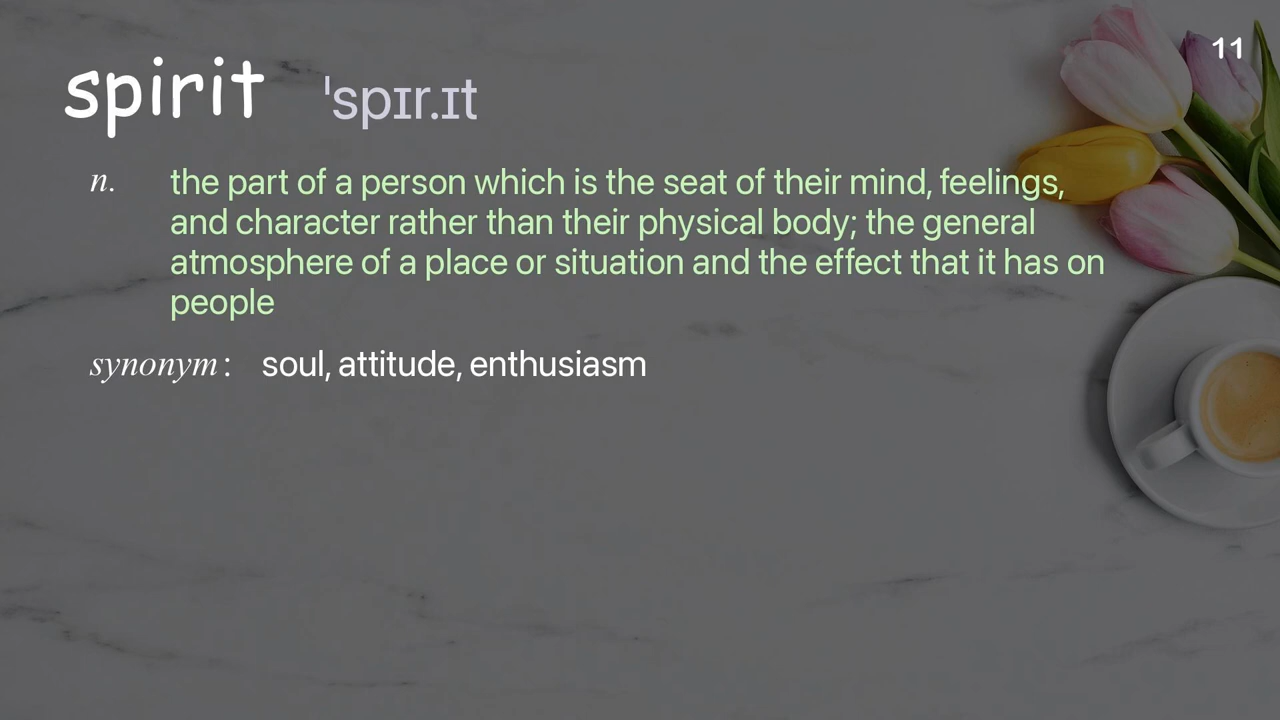 11
spirit ˈspɪr.ɪt
n. the part of a person which is the seat of their mind, feelings,
and character rather than their physical body; the general
atmosphere of a place or situation and the effect that it has on
people
synonym : soul, attitude, enthusiasm